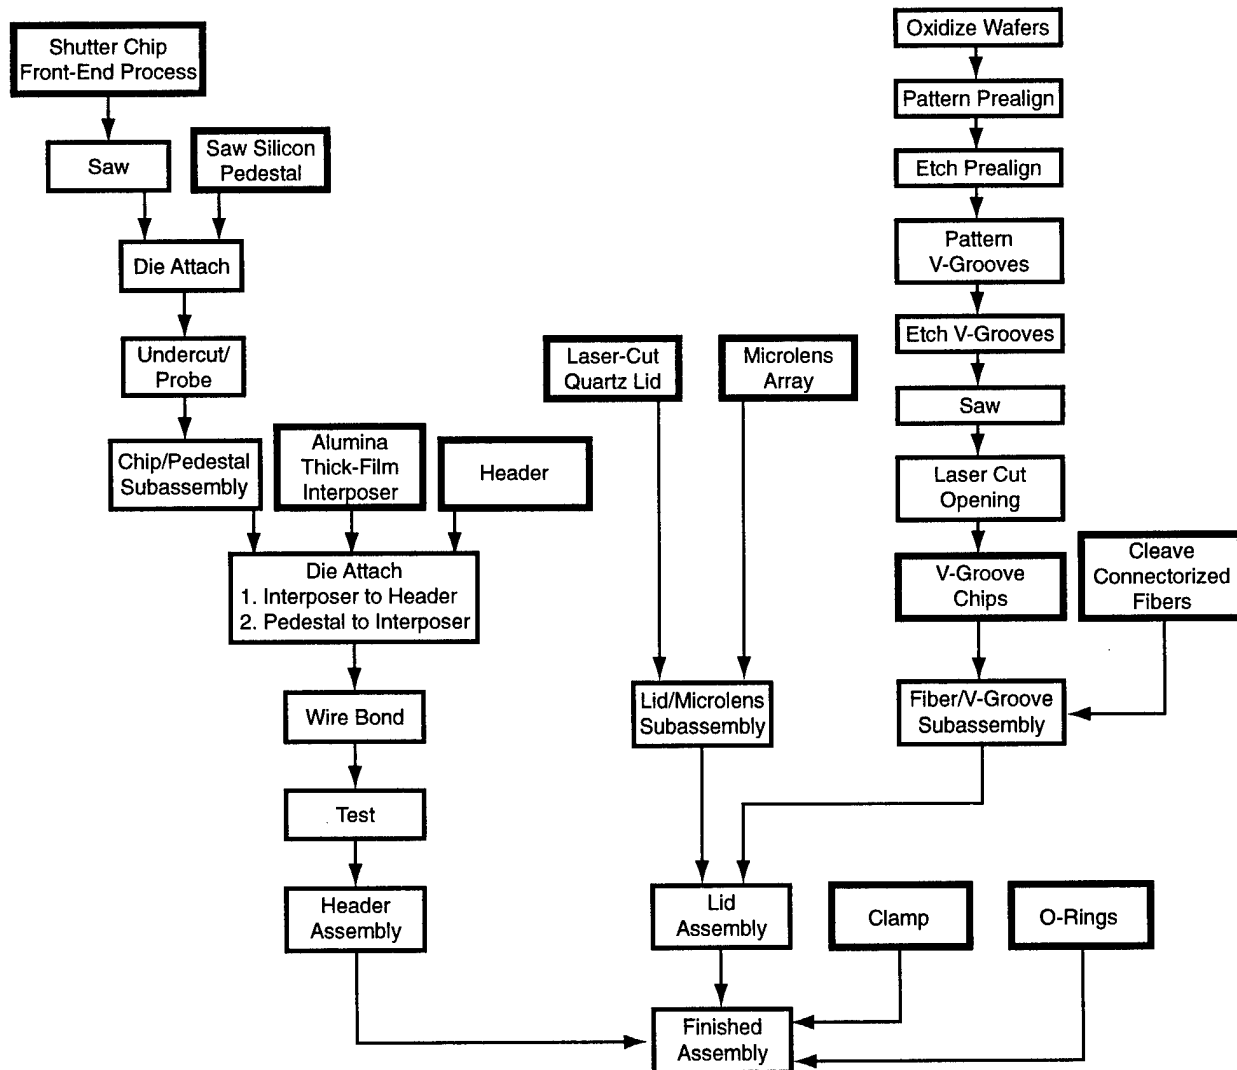 Shutter Chip
Front-End Process
Saw
Saw Silicon
Pedestal
Die Attach
Undercut/
Probe
Chip/Pedestal
Subassembly
Alumina
Thick-Film
Interposer
Header
Die Attach
1. Interposer to Header
2. Pedestal to Interposer
Wire Bond
Test
Header
Assembly
Laser-Cut
Quartz Lid
Microlens
Array
Lid/Microlens
Subassembly
Oxidize Wafers
Pattern Prealign
Etch Prealign
Pattern
V-Grooves
Etch V-Grooves
Saw
Laser Cut
Opening
V-Groove
Chips
Cleave
Connectorized
Fibers
Fiber/V-Groove
Subassembly
Lid
Assembly
Clamp
O-Rings
Finished
Assembly